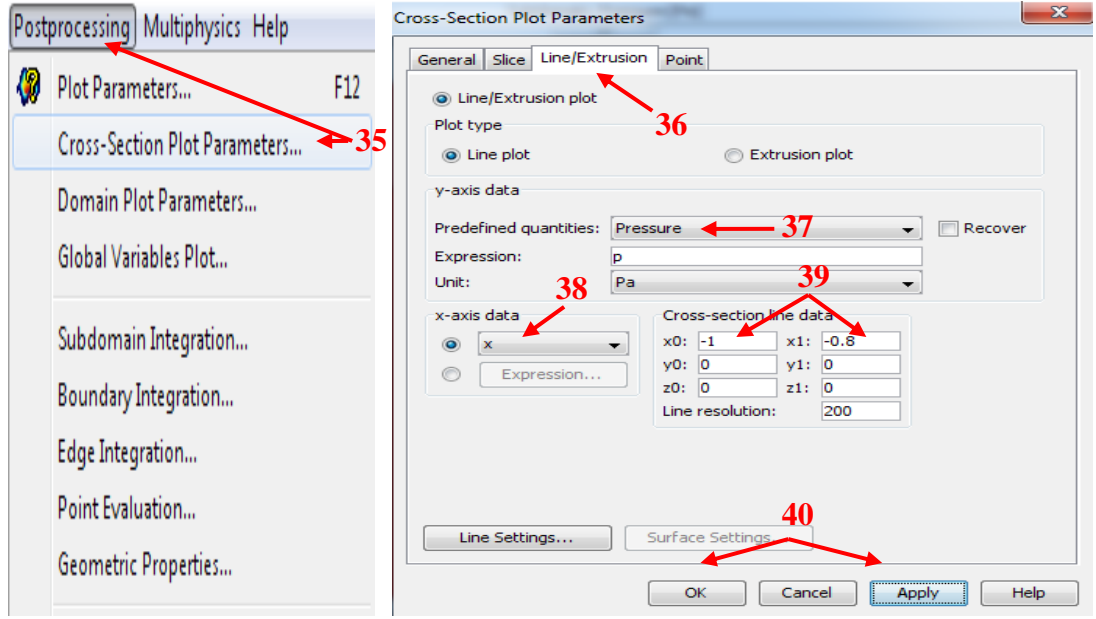 Postprocessing Multiphysics Help
Plot Parameters... F12
Cross-Section Plot Parameters... 35
Domain Plot Parameters...
Global Variables Plot...
Subdomain Integration...
Boundary Integration...
Edge Integration...
Point Evaluation...
Geometric Properties...
Cross-Section Plot Parameters
General Slice Line/Extrusion Point
Line/Extrusion plot
36
Plot type
Line plot Extrusion plot
y-axis data
Predefined quantities: Pressure 37 Recover
Expression: p
Unit: Pa
38 39
x-axis data Cross-section line data
x x0: -1 x1: -0.8
Expression... y0: 0 y1: 0
z0: 0 z1: 0
Line resolution: 200
40
Line Settings... Surface Settings...
OK Cancel Apply Help